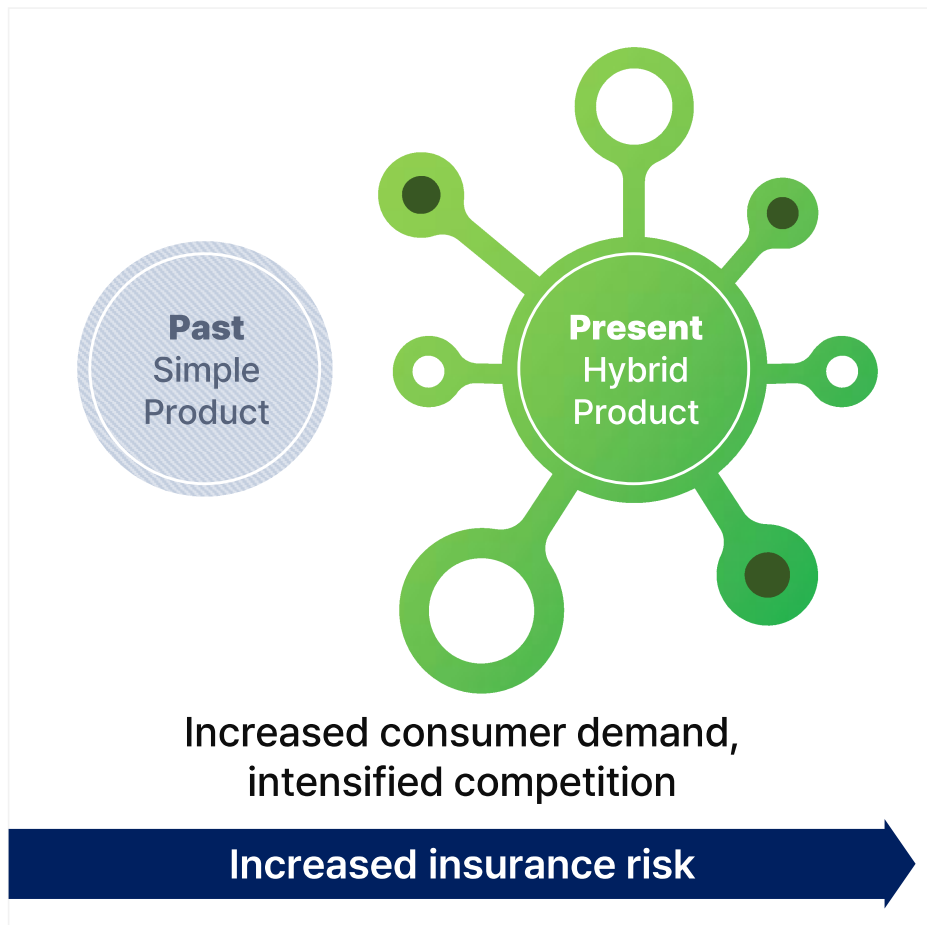 Past
Simple
Product
Present
Hybrid
Product
Increased consumer demand,
intensified competition
Increased insurance risk